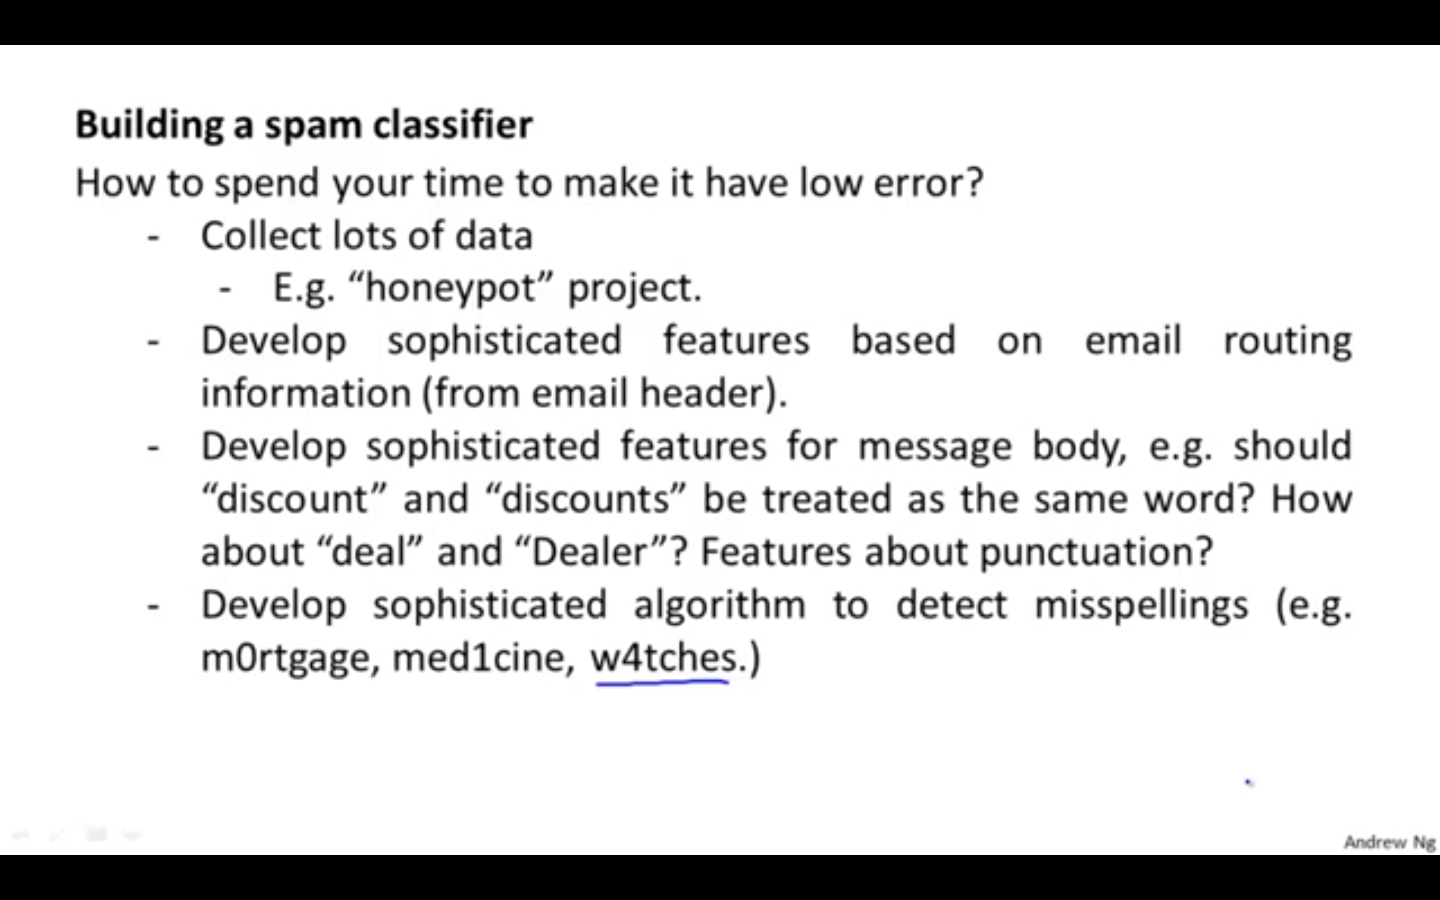 Building a spam classifier
How to spend your time to make it have low error?
- Collect lots of data
- E.g. “honeypot” project.
- Develop sophisticated features based on email routing
information (from email header).
- Develop sophisticated features for message body, e.g. should
“discount” and “discounts” be treated as the same word? How
about “deal” and “Dealer”? Features about punctuation?
- Develop sophisticated algorithm to detect misspellings (e.g.
m0rtgage, med1cine, w4tches.)
Andrew Ng